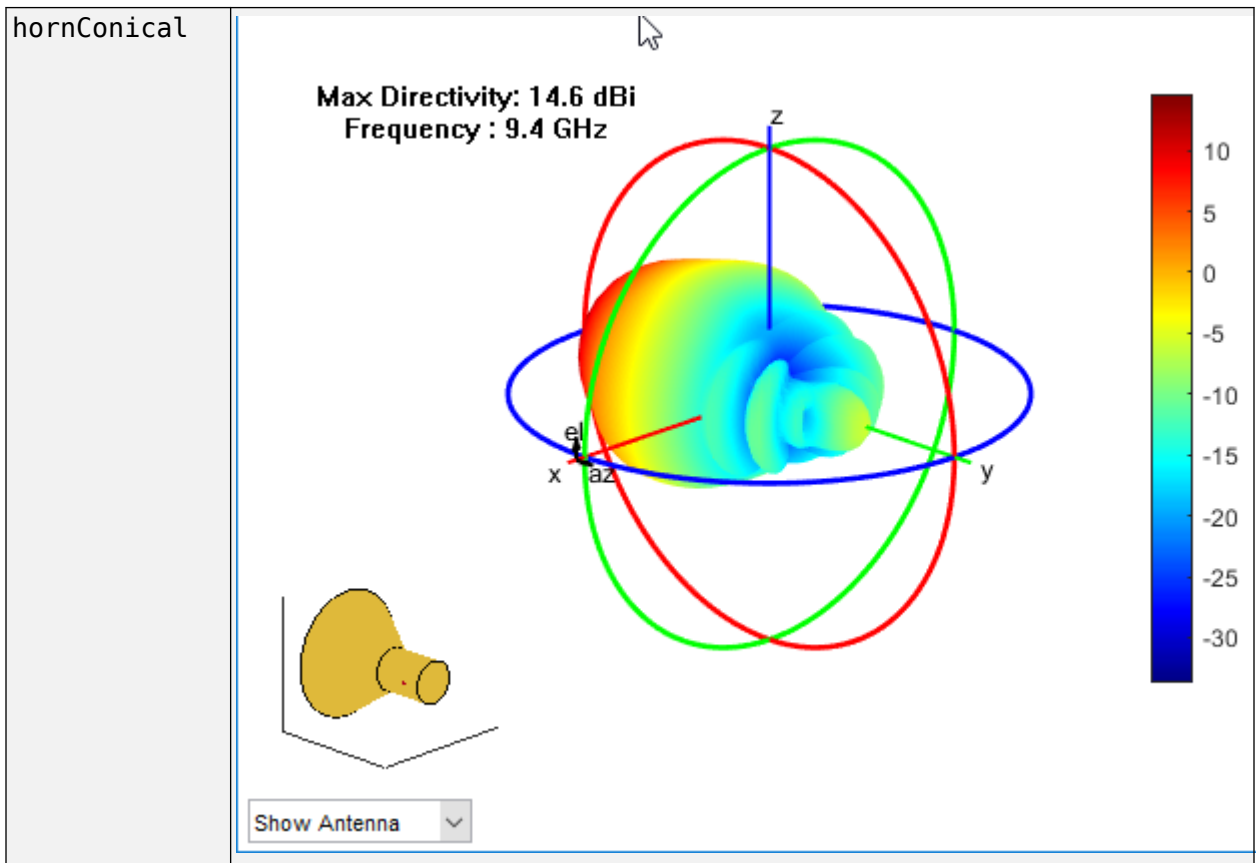 hornConical
Max Directivity: 14.6 dBi
Frequency : 9.4 GHz
z
10
5
0
-5
-10
-15
-20
-25
-30
el
x
az
y
Show Antenna